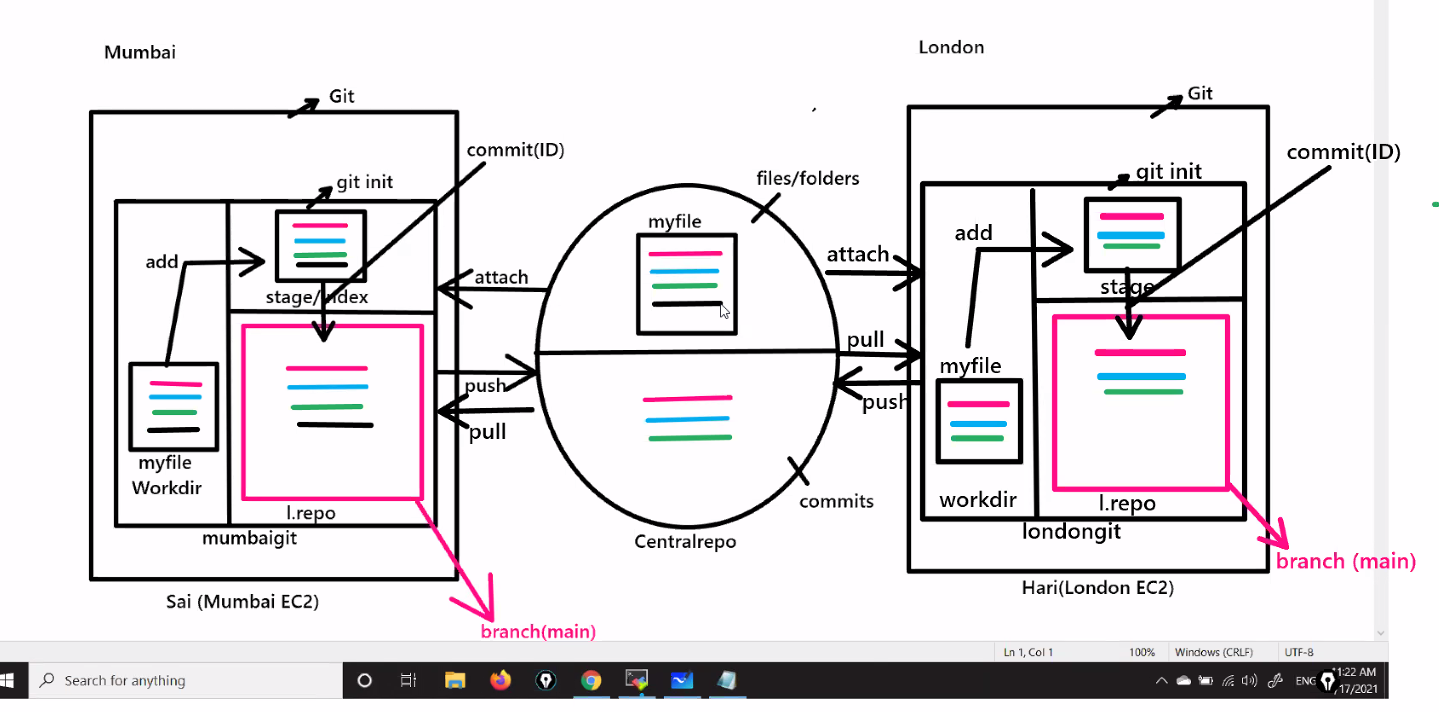 Mumbai
London
Git
Git
commit(ID)
commit(ID)
git init
git init
files/folders
myfile
add
add
attach
attach
stage/index
stage
push
pull
pull
push
myfile
myfile
Workdir
workdir
l.repo
l.repo
commits
mumbaigit
londongit
Centralrepo
Sai (Mumbai EC2)
Hari(London EC2)
branch(main)
branch (main)
Ln 1, Col 1
100%
Windows (CRLF)
UTF-8
Search for anything
ENG
11:22 AM
/17/2021